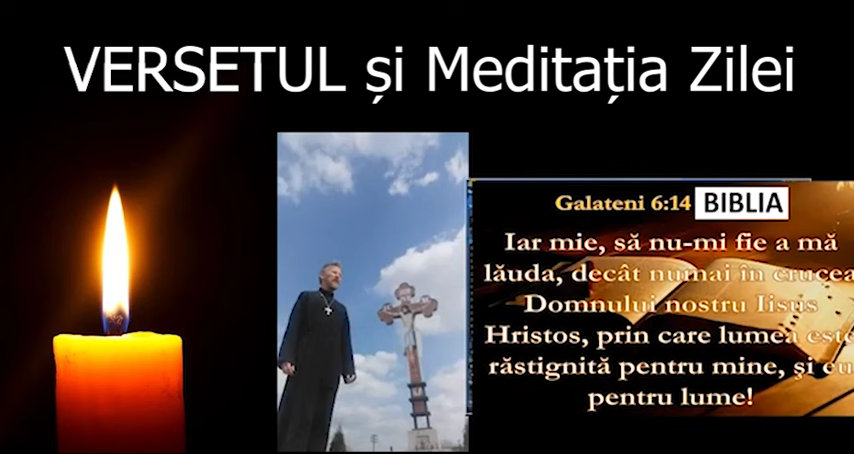 VERSETUL și Meditația Zilei
Galateni 6:14 BIBLIA
Iar mie, să nu-mi fie a mă
lăuda, decât numai în crucea
Domnului nostru Iisus
Hristos, prin care lumea este
răstignită pentru mine, şi eu
pentru lume!